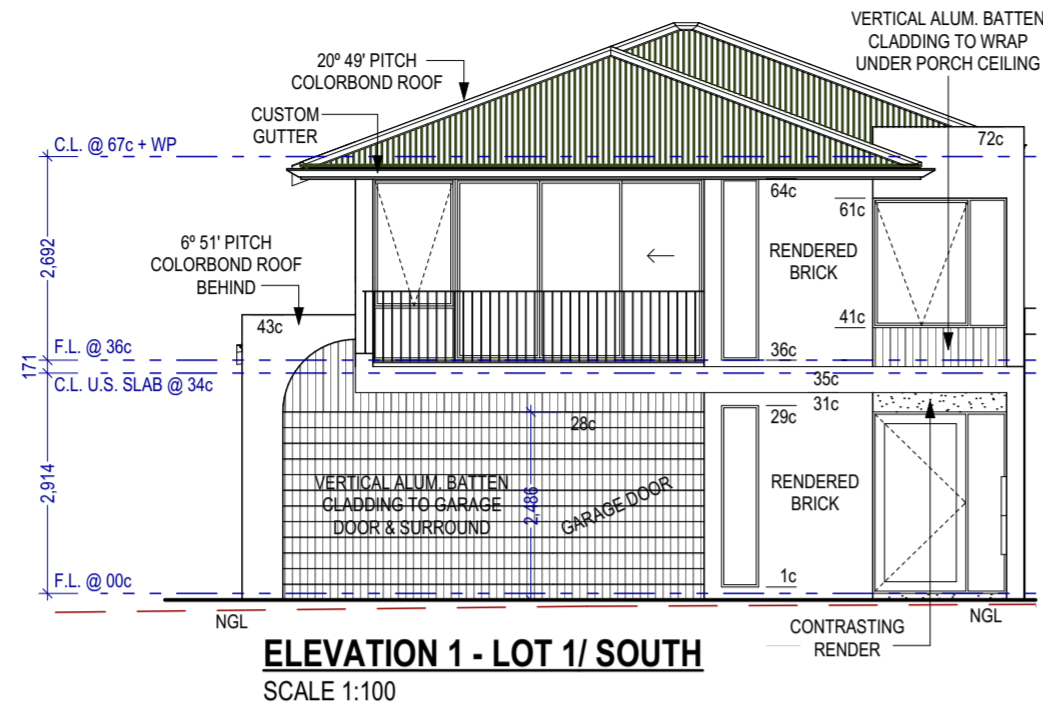 VERTICAL ALUM. BATTEN
CLADDING TO WRAP
UNDER PORCH CEILING
20º 49' PITCH
COLORBOND ROOF
CUSTOM
GUTTER
C.L. @ 67c + WP
72c
64c
61c
2,692
6º 51' PITCH
COLORBOND ROOF
BEHIND
RENDERED
BRICK
43c
41c
F.L. @ 36c
36c
171
C.L. U.S. SLAB @ 34c
35c
31c
29c
28c
2,914
VERTICAL ALUM. BATTEN
CLADDING TO GARAGE
DOOR & SURROUND
2,486
GARAGE DOOR
RENDERED
BRICK
F.L. @ 00c
1c
NGL
NGL
CONTRASTING
RENDER
ELEVATION 1 - LOT 1/ SOUTH
SCALE 1:100